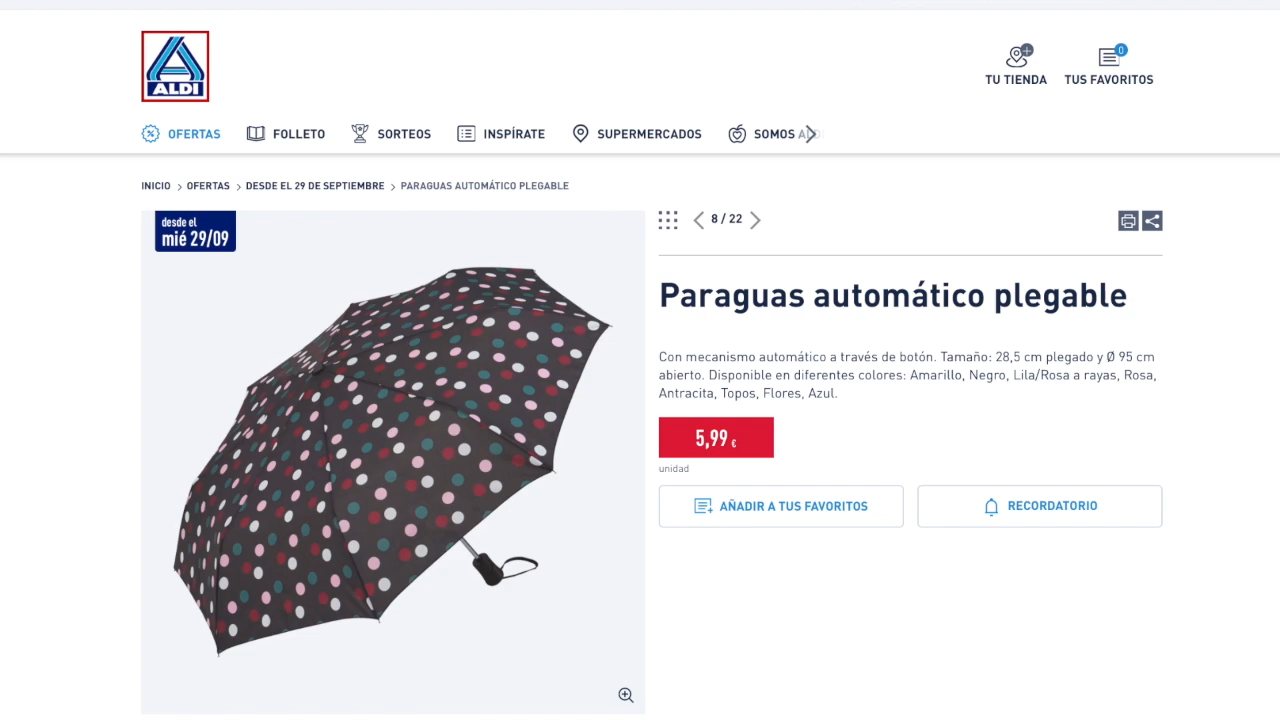 ALDI
TU TIENDA
0
TUS FAVORITOS
OFERTAS
FOLLETO
SORTEOS
INSPÍRATE
SUPERMERCADOS
SOMOS ALDI
INICIO > OFERTAS > DESDE EL 29 DE SEPTIEMBRE > PARAGUAS AUTOMÁTICO PLEGABLE
desde el
mié 29/09
8 / 22
Paraguas automático plegable
Con mecanismo automático a través de botón. Tamaño: 28,5 cm plegado y Ø 95 cm
abierto. Disponible en diferentes colores: Amarillo, Negro, Lila/Rosa a rayas, Rosa,
Antracita, Topos, Flores, Azul.
5,99 €
unidad
AÑADIR A TUS FAVORITOS
RECORDATORIO